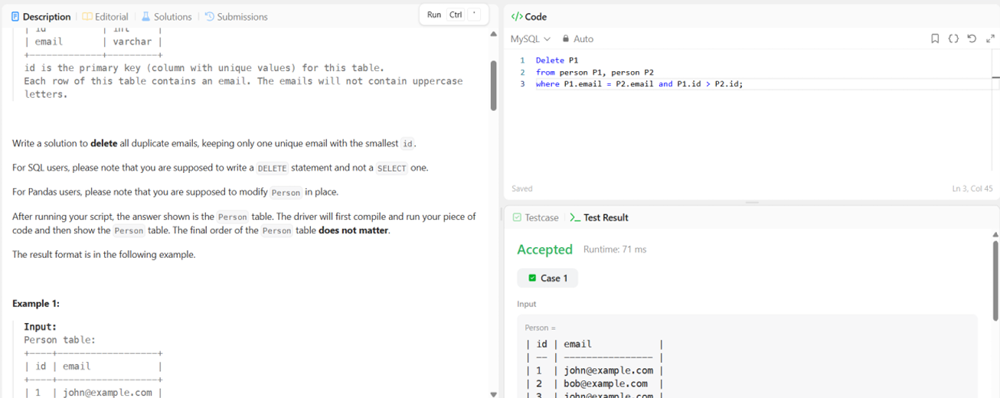 Description Editorial Solutions Submissions Run Ctrl '
| id | int |
| email | varchar |
+-------------+---------+
id is the primary key (column with unique values) for this table.
Each row of this table contains an email. The emails will not contain uppercase
letters.
Write a solution to delete all duplicate emails, keeping only one unique email with the smallest id.
For SQL users, please note that you are supposed to write a DELETE statement and not a SELECT one.
For Pandas users, please note that you are supposed to modify Person in place.
After running your script, the answer shown is the Person table. The driver will first compile and run your piece of
code and then show the Person table. The final order of the Person table does not matter.
The result format is in the following example.
Example 1:
Input:
Person table:
+----+------------------+
| id | email |
+----+------------------+
| 1 | john@example.com |
</> Code
MySQL Auto
1 Delete P1
2 from person P1, person P2
3 where P1.email = P2.email and P1.id > P2.id;
Saved Ln 3, Col 45
Testcase >_ Test Result
Accepted Runtime: 71 ms
Case 1
Input
Person =
| id | email |
| -- | ---------------- |
| 1 | john@example.com |
| 2 | bob@example.com |
| 3 | john@example.com |